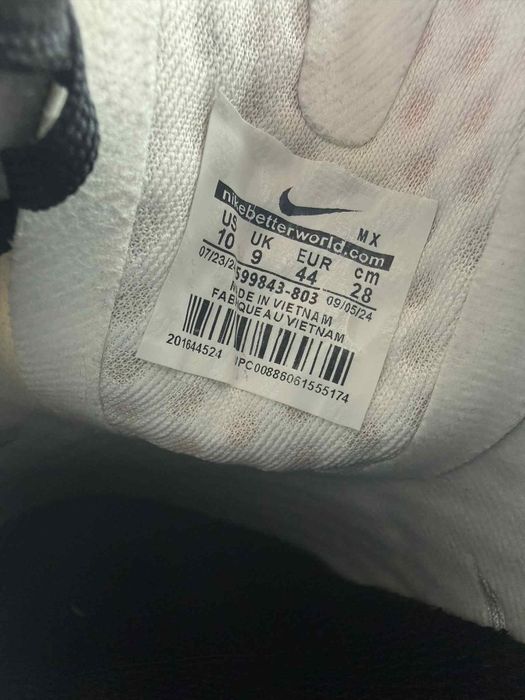 nikebetterworld.com
US UK EUR MX cm
10 9 44 28
07/23/2 599843-803 09/05/24
MADE IN VIETNAM
FABRIQUE AU VIETNAM
201644524 UPC00886061555174